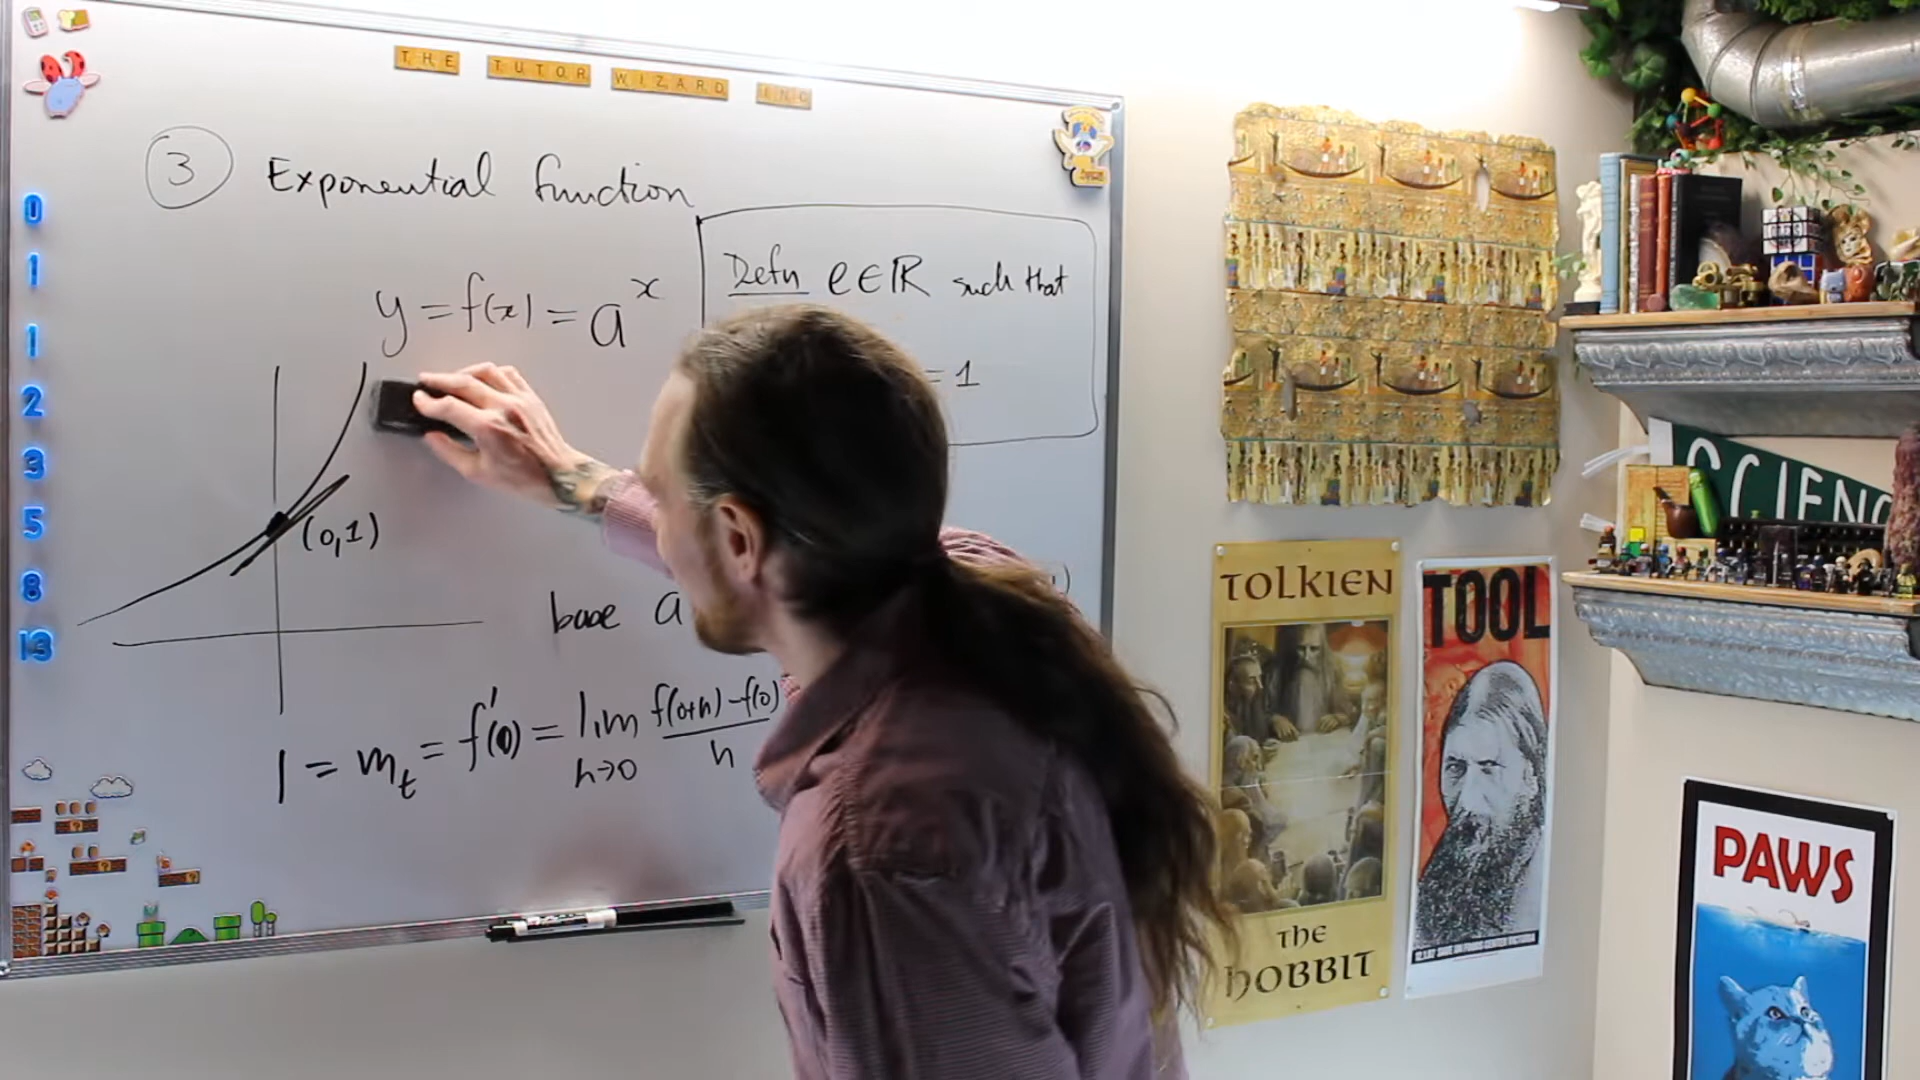 THE TUTOR WIZARD INC
③ Exponential function
y = f(x) = a^x
Defn e ∈ ℝ such that
= 1
(0,1)
base a
1 = m_t = f'(0) = lim h→0 f(0+h) - f(0) / h
0
1
1
2
3
5
8
13
SCIENC
TOLKIEN
THE
HOBBIT
TOOL
PAWS